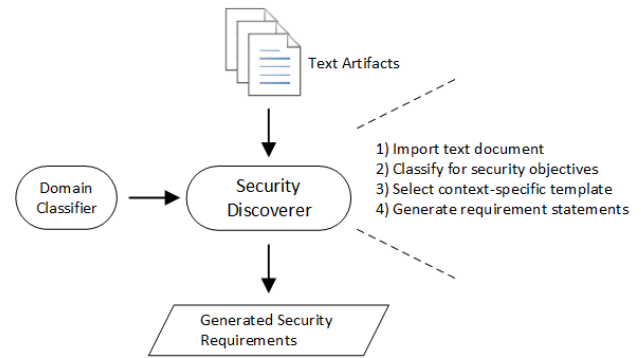 Text Artifacts
1) Import text document
2) Classify for security objectives
3) Select context-specific template
4) Generate requirement statements
Domain
Classifier
Security
Discoverer
Generated Security
Requirements